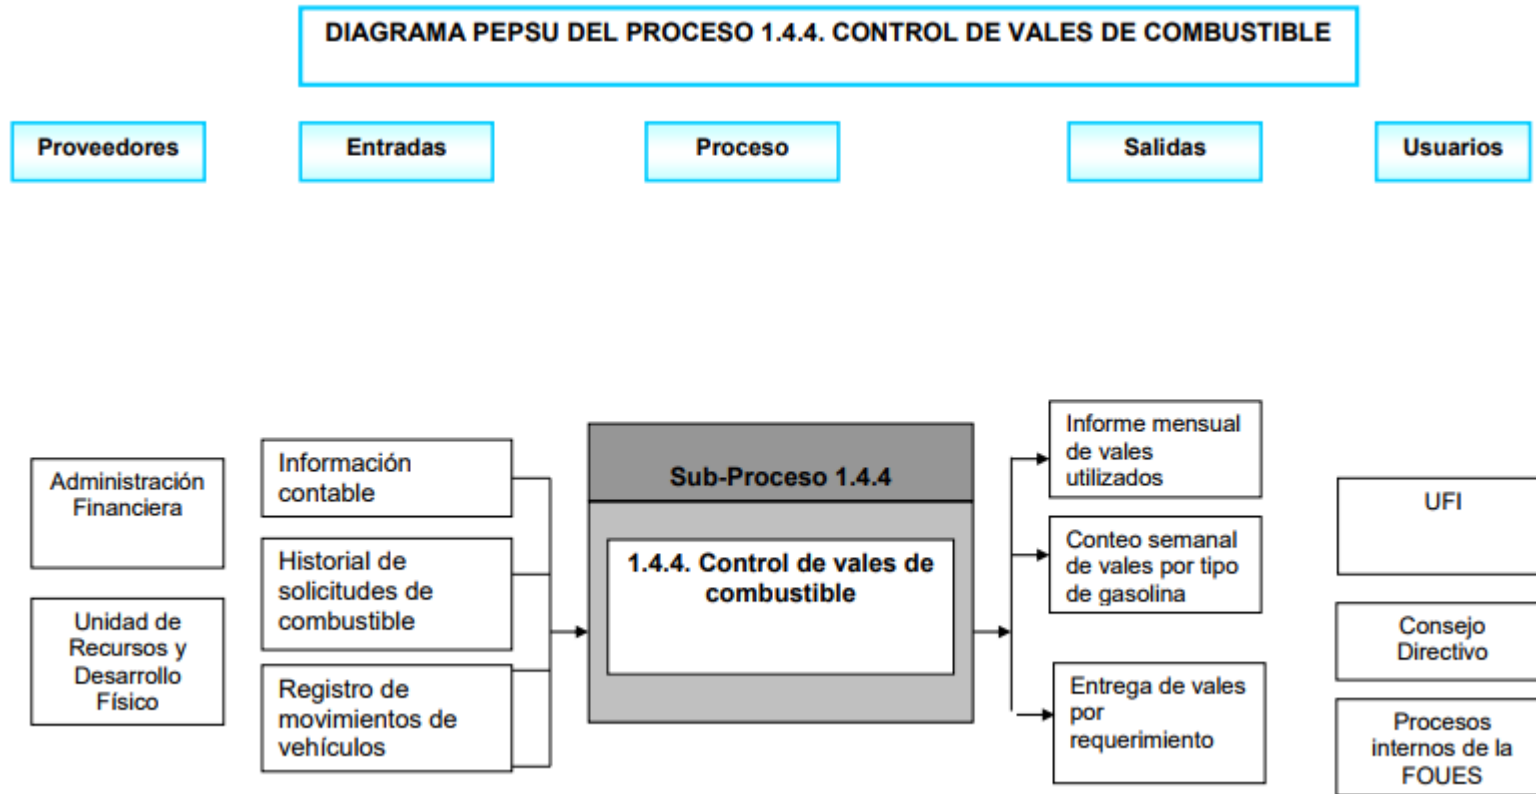 DIAGRAMA PEPSU DEL PROCESO 1.4.4. CONTROL DE VALES DE COMBUSTIBLE
Proveedores
Entradas
Proceso
Salidas
Usuarios
Administración
Financiera
Unidad de
Recursos y
Desarrollo
Físico
Información
contable
Historial de
solicitudes de
combustible
Registro de
movimientos de
vehículos
Sub-Proceso 1.4.4
1.4.4. Control de vales de
combustible
Informe mensual
de vales
utilizados
Conteo semanal
de vales por tipo
de gasolina
Entrega de vales
por
requerimiento
UFI
Consejo
Directivo
Procesos
internos de la
FOUES